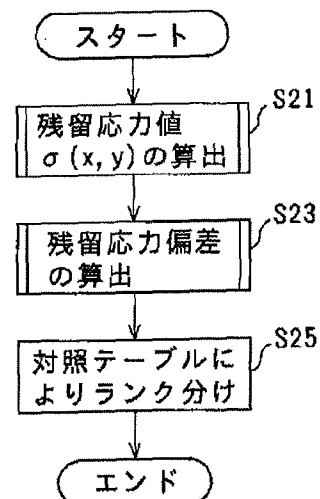 スタート
S21
残留応力値
σ(x,y)の算出
S23
残留応力偏差
の算出
S25
対照テーブルに
よりランク分け
エンド